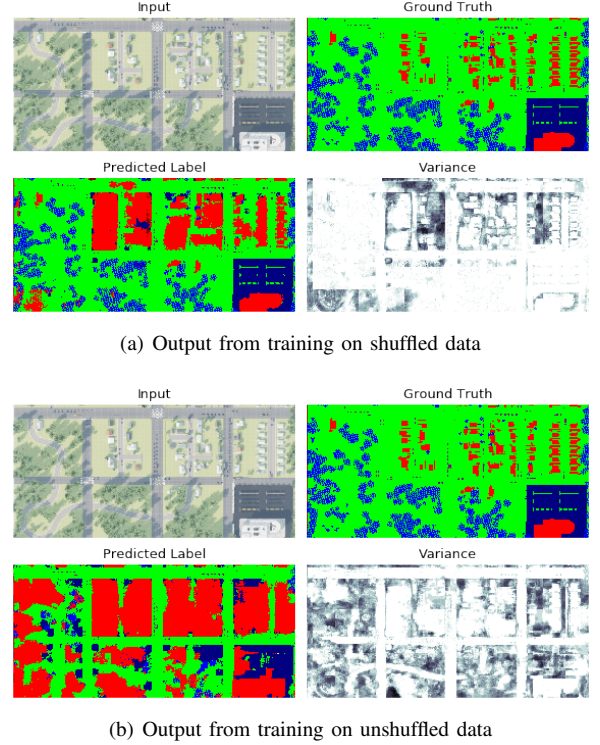 Input
Ground Truth
Predicted Label
Variance
(a) Output from training on shuffled data
Input
Ground Truth
Predicted Label
Variance
(b) Output from training on unshuffled data